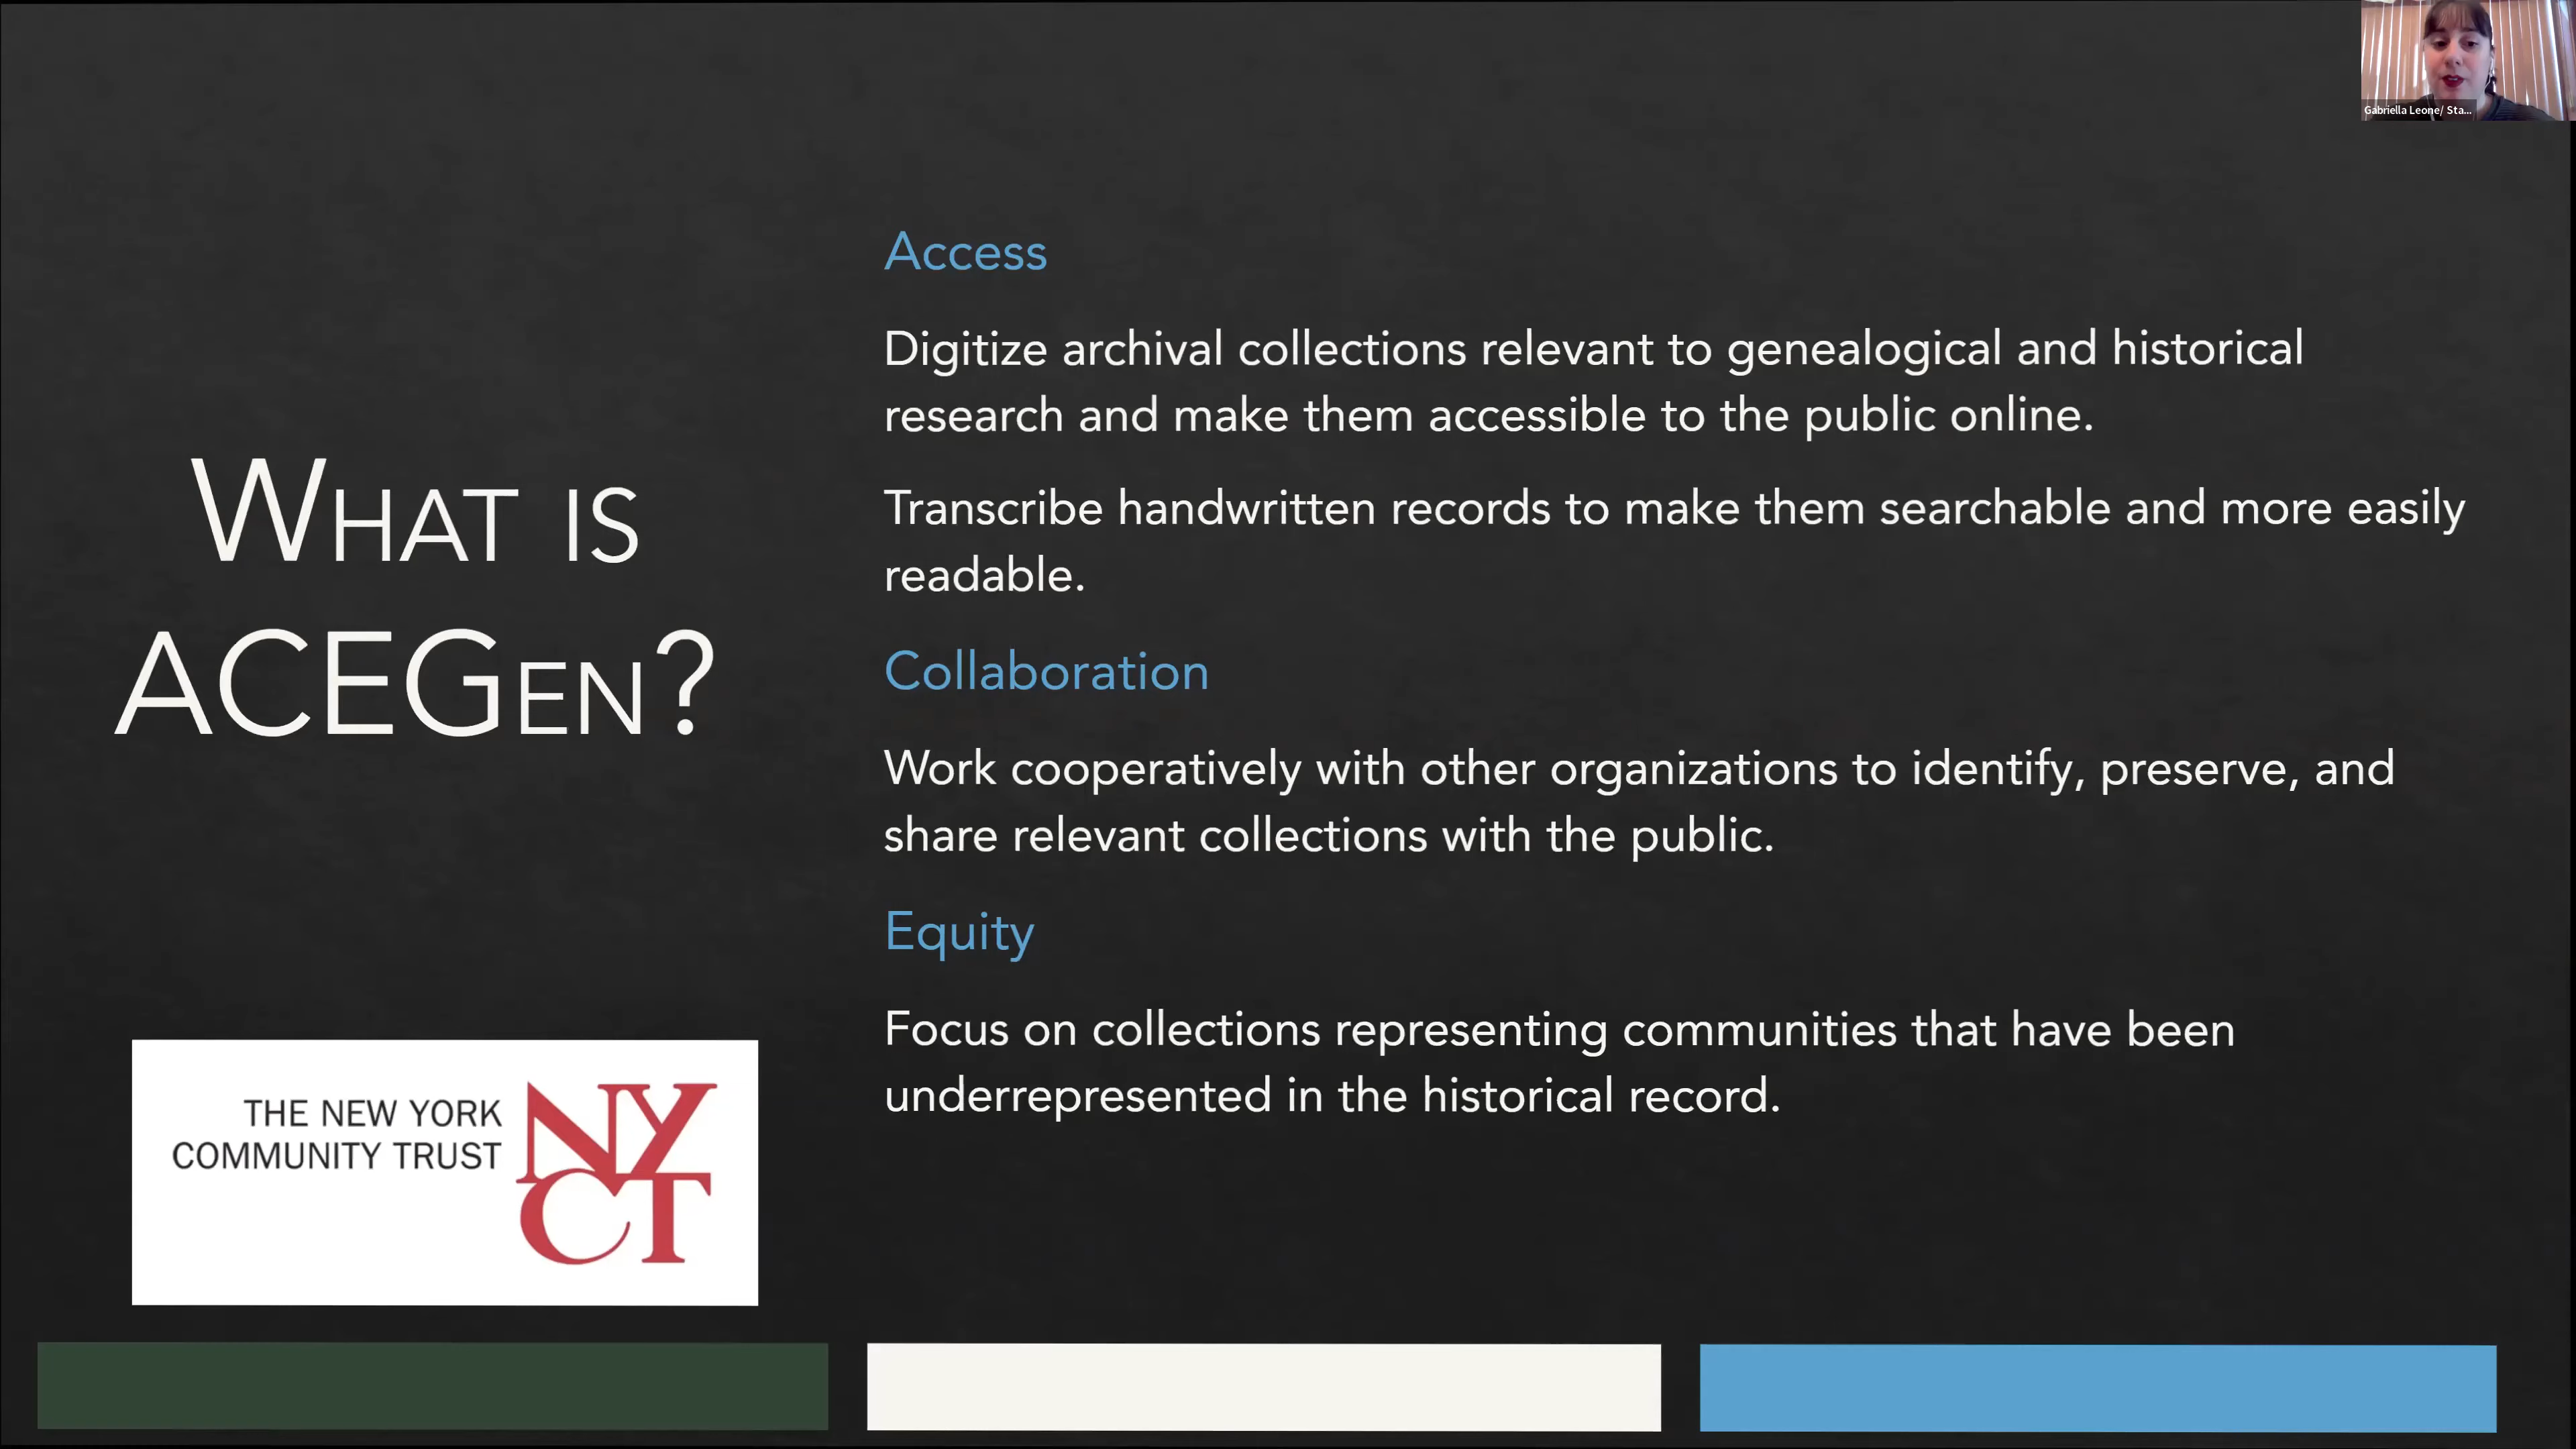 Gabriella Leone/ Sta...
WHAT IS
ACEGEN?
Access
Digitize archival collections relevant to genealogical and historical
research and make them accessible to the public online.
Transcribe handwritten records to make them searchable and more easily
readable.
Collaboration
Work cooperatively with other organizations to identify, preserve, and
share relevant collections with the public.
Equity
Focus on collections representing communities that have been
underrepresented in the historical record.
THE NEW YORK
COMMUNITY TRUST
NY
CT